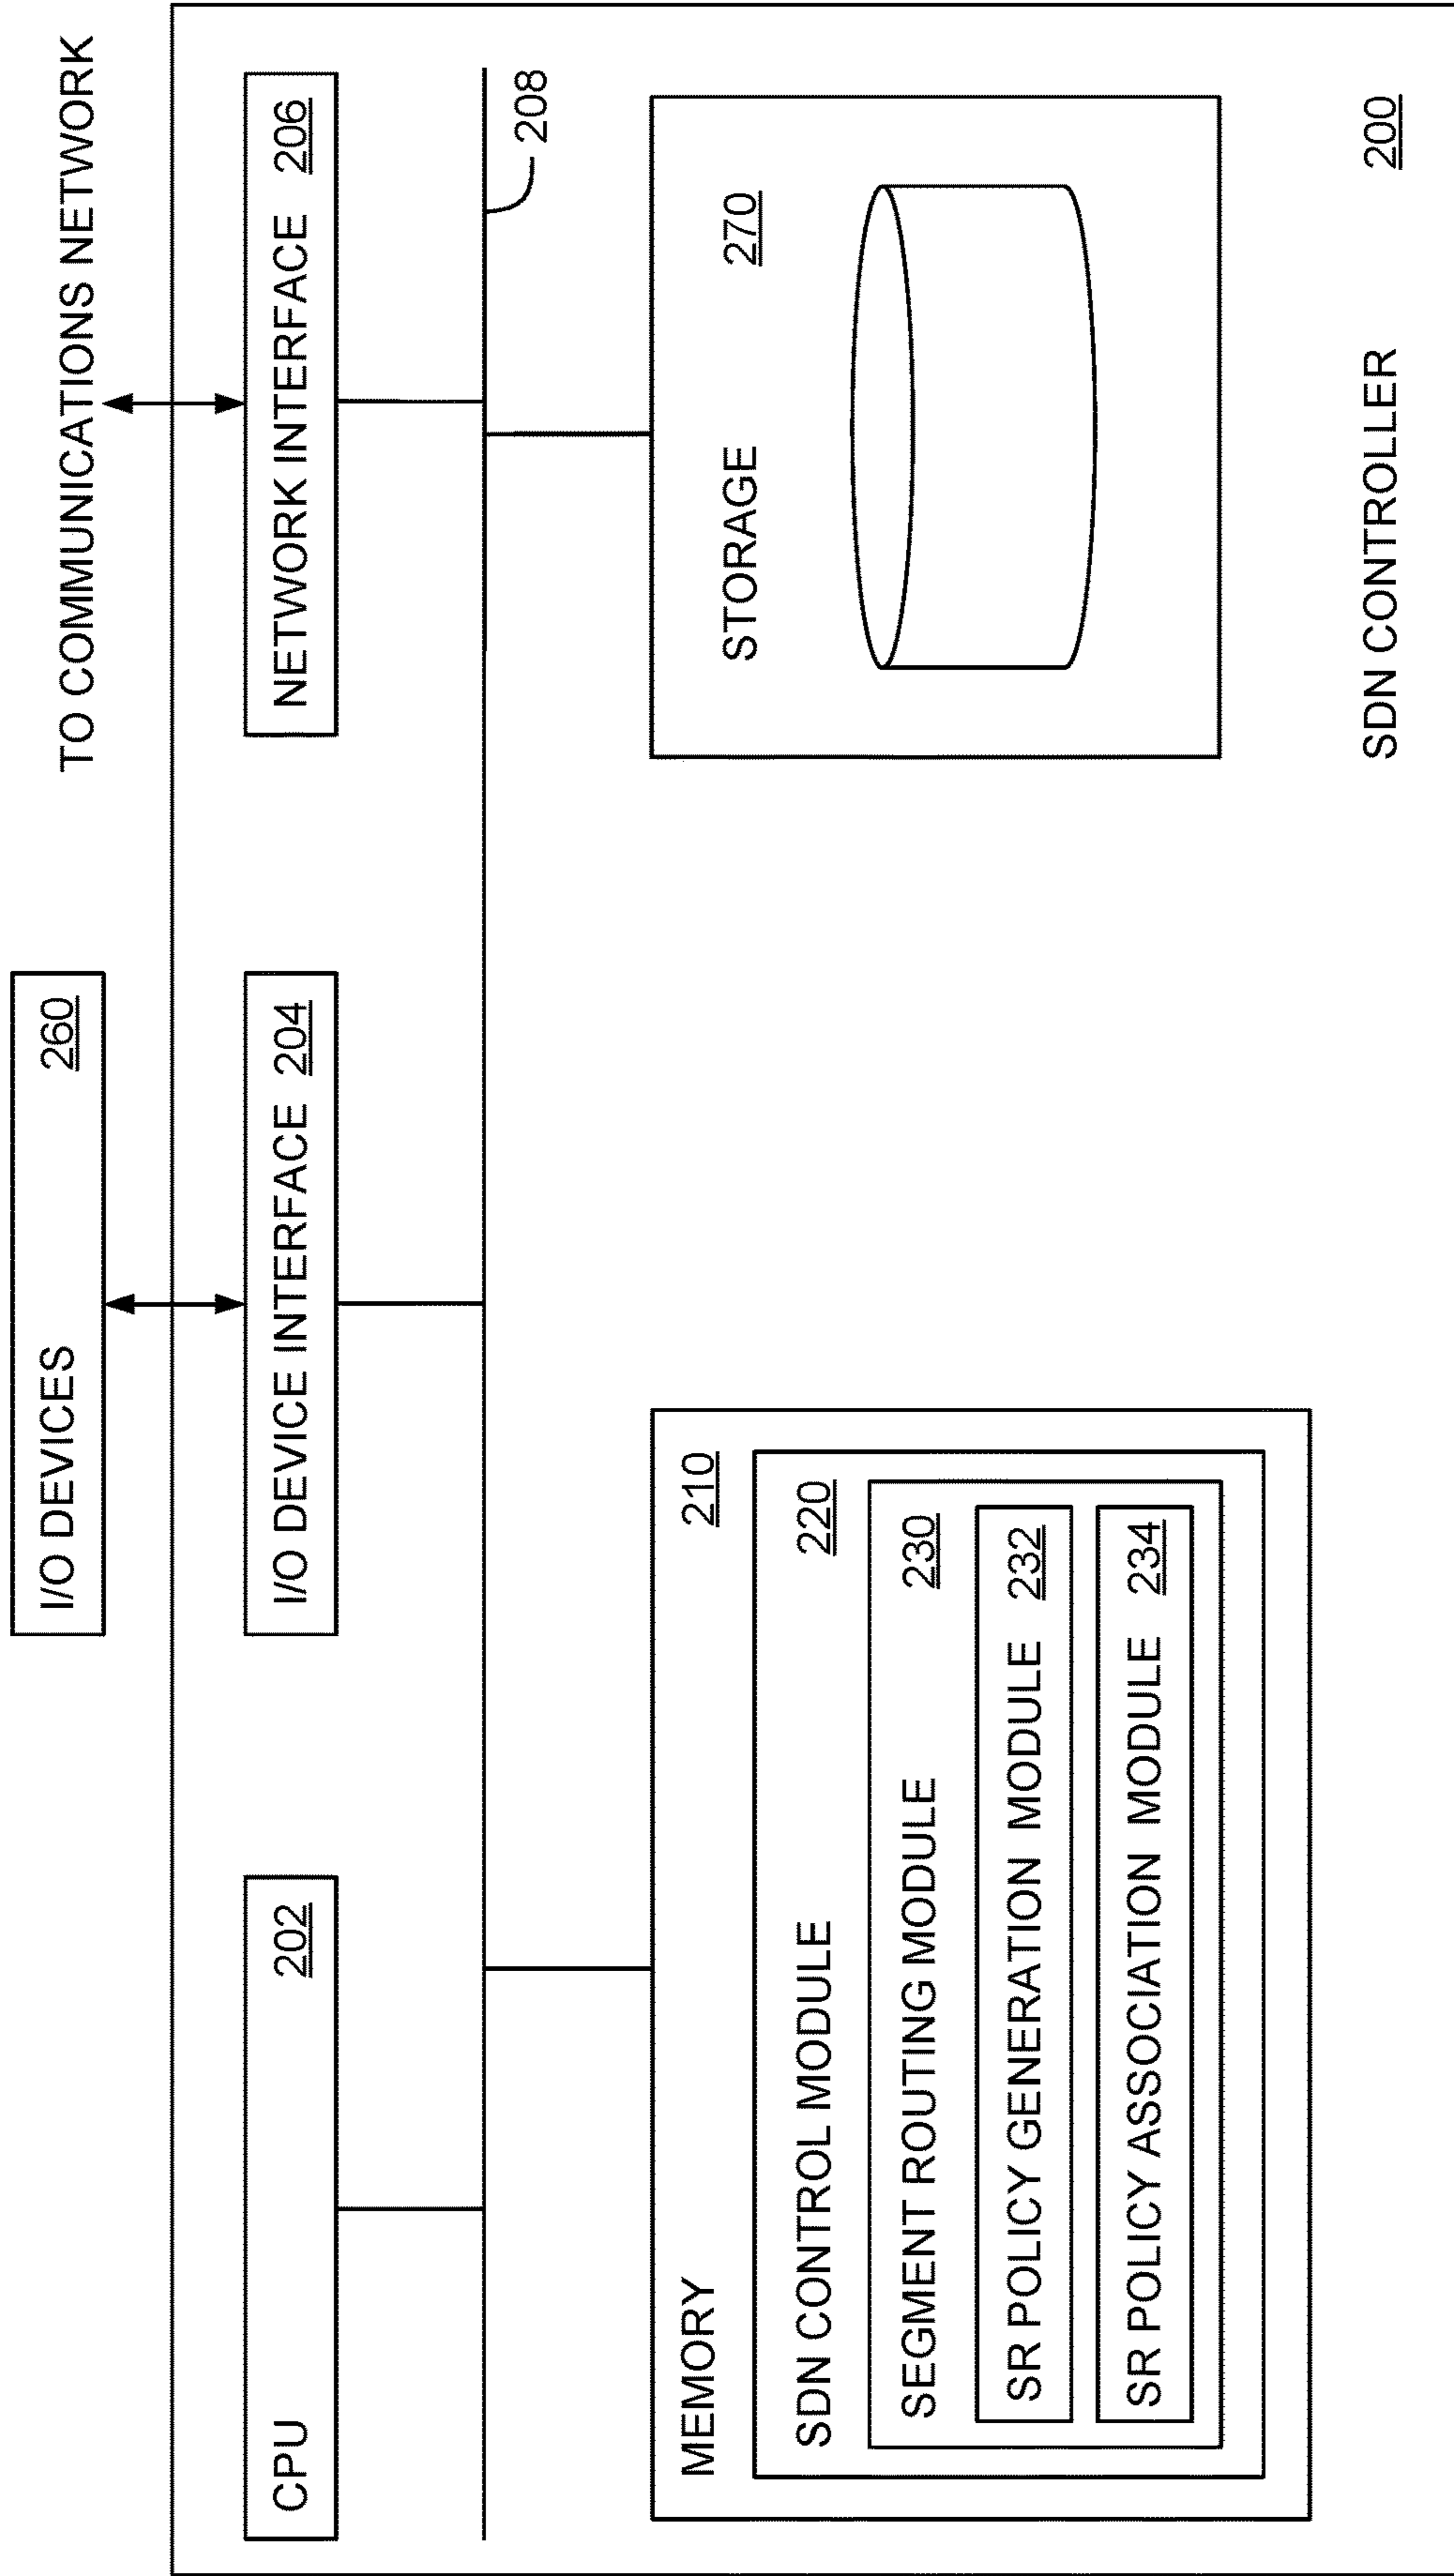 I/O DEVICES 260
TO COMMUNICATIONS NETWORK
CPU 202
I/O DEVICE INTERFACE 204
NETWORK INTERFACE 206
208
MEMORY 210
SDN CONTROL MODULE 220
SEGMENT ROUTING MODULE 230
SR POLICY GENERATION MODULE 232
SR POLICY ASSOCIATION MODULE 234
STORAGE 270
SDN CONTROLLER 200